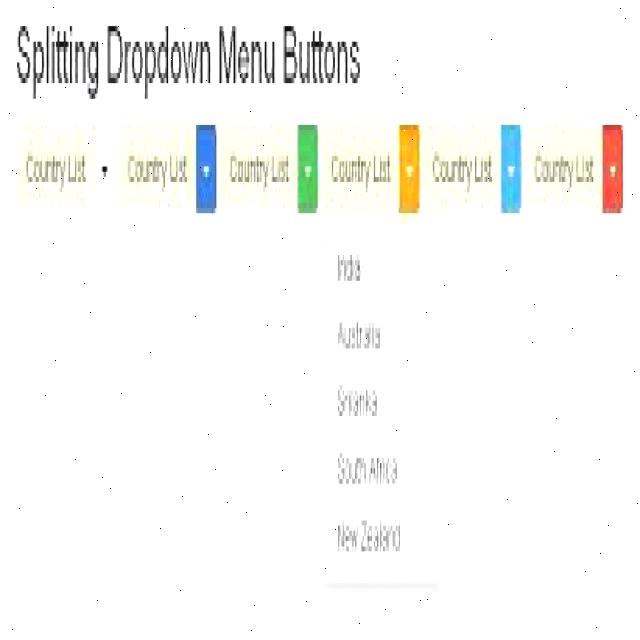 Splitting Dropdown Menu Buttons
Country List Country List Country List Country List Country List Country List
India
Australia
Srilanka
South Africa
New Zealand